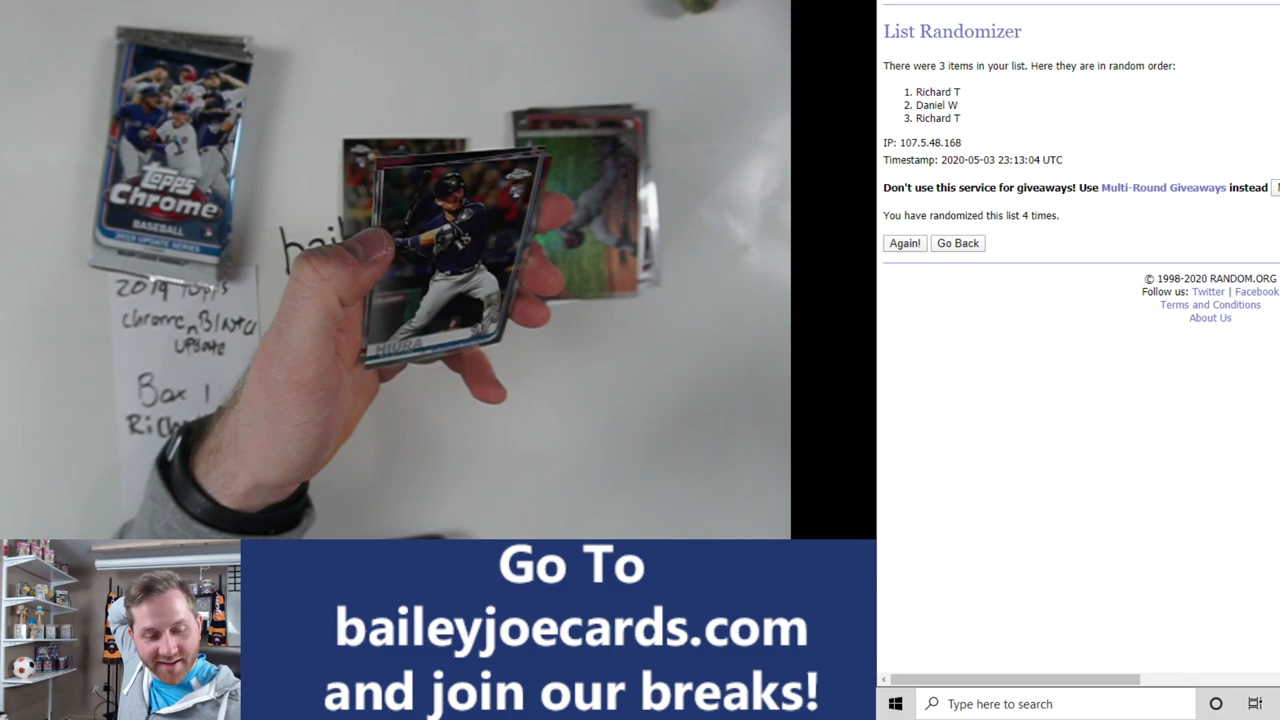 List Randomizer
There were 3 items in your list. Here they are in random order:
1. Richard T
2. Daniel W
3. Richard T
IP: 107.5.48.168
Timestamp: 2020-05-03 23:13:04 UTC
Don't use this service for giveaways! Use Multi-Round Giveaways instead
You have randomized this list 4 times.
Again! Go Back
© 1998-2020 RANDOM.ORG
Follow us: Twitter | Facebook
Terms and Conditions
About Us
Topps
Chrome
BASEBALL
2019 UPDATE SERIES
2019 Topps
Chrome
update
Box 1
HIURA
Go To
baileyjoecards.com
and join our breaks!
Type here to search